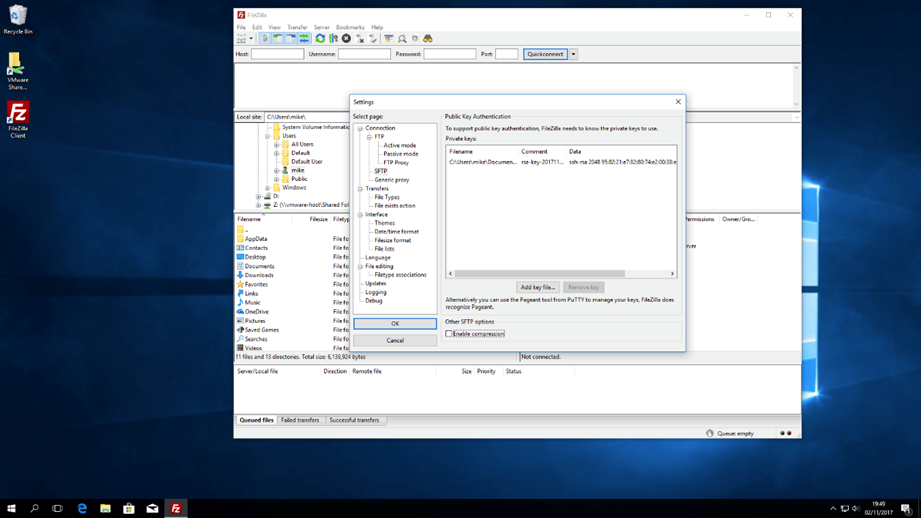 Recycle Bin
VMware
Share...
FileZilla
Client
FileZilla
File Edit View Transfer Server Bookmarks Help
Host: Username: Password: Port: Quickconnect
Local site: C:\Users\mike\
System Volume Informatic
Users
All Users
Default
Default User
mike
Public
Windows
D:
Z: (\\vmware-host\Shared Fol
Filename Filesize Filety
..
AppData File fo
Contacts File fo
Desktop File fo
Documents File fo
Downloads File fo
Favorites File fo
Links File fo
Music File fo
OneDrive File fo
Pictures File fo
Saved Games File fo
Searches File fo
Videos File fo
11 files and 13 directories. Total size: 6,139,924 bytes
Settings
Select page:
Connection
FTP
Active mode
Passive mode
FTP Proxy
SFTP
Generic proxy
Transfers
File Types
File exists action
Interface
Themes
Date/time format
Filesize format
File lists
Language
File editing
Filetype associations
Updates
Logging
Debug
OK
Cancel
Public Key Authentication
To support public key authentication, FileZilla needs to know the private keys to use.
Private keys:
Filename Comment Data
C:\Users\mike\Documen... rsa-key-201711... ssh-rsa 2048 95:82:21:e7:82:80:74:e2:00:38:e
Add key file... Remove key
Alternatively you can use the Pageant tool from PuTTY to manage your keys, FileZilla does
recognize Pageant.
Other SFTP options
Enable compression
Permissions Owner/Gro...
Not connected.
Server/Local file Direction Remote file Size Priority Status
Queued files Failed transfers Successful transfers
Queue: empty
19:49
02/11/2017